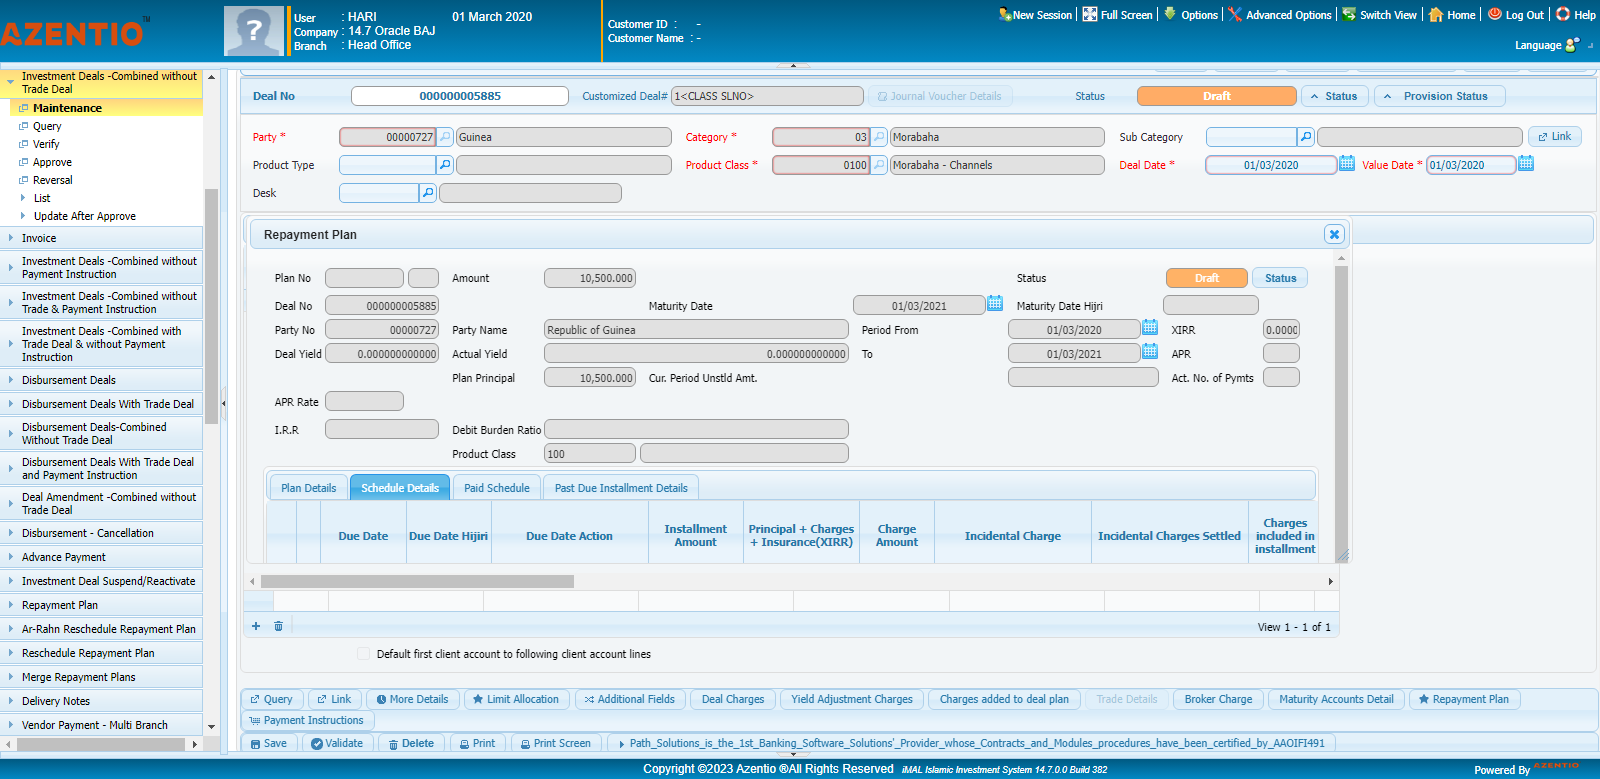 AZENTIO™
User : HARI 01 March 2020
Company : 14.7 Oracle BAJ
Branch : Head Office
Customer ID : -
Customer Name : -
New Session Full Screen Options Advanced Options Switch View Home Log Out Help
Language
Investment Deals -Combined without
Trade Deal
Maintenance
Query
Verify
Approve
Reversal
List
Update After Approve
Invoice
Investment Deals -Combined without
Payment Instruction
Investment Deals -Combined without
Trade & Payment Instruction
Investment Deals -Combined with
Trade Deal & without Payment
Instruction
Disbursement Deals
Disbursement Deals With Trade Deal
Disbursement Deals-Combined
Without Trade Deal
Disbursement Deals With Trade Deal
and Payment Instruction
Deal Amendment -Combined without
Trade Deal
Disbursement - Cancellation
Advance Payment
Investment Deal Suspend/Reactivate
Repayment Plan
Ar-Rahn Reschedule Repayment Plan
Reschedule Repayment Plan
Merge Repayment Plans
Delivery Notes
Vendor Payment - Multi Branch
Deal No 000000005885 Customized Deal# 1<CLASS SLNO> Journal Voucher Details Status Draft Status Provision Status
Party * 00000727 Guinea Category * 03 Morabaha Sub Category Link
Product Type Product Class * 0100 Morabaha - Channels Deal Date * 01/03/2020 Value Date * 01/03/2020
Desk
Repayment Plan
Plan No Amount 10,500.000 Status Draft Status
Deal No 000000005885 Maturity Date 01/03/2021 Maturity Date Hijri
Party No 00000727 Party Name Republic of Guinea Period From 01/03/2020 XIRR 0.0000
Deal Yield 0.000000000000 Actual Yield 0.000000000000 To 01/03/2021 APR
Plan Principal 10,500.000 Cur. Period Unstld Amt. Act. No. of Pymts
APR Rate
I.R.R Debit Burden Ratio
Product Class 100
Plan Details Schedule Details Paid Schedule Past Due Installment Details
Due Date Due Date Hijiri Due Date Action Installment Amount Principal + Charges + Insurance(XIRR) Charge Amount Incidental Charge Incidental Charges Settled Charges included in installment
View 1 - 1 of 1
Default first client account to following client account lines
Query Link More Details Limit Allocation Additional Fields Deal Charges Yield Adjustment Charges Charges added to deal plan Trade Details Broker Charge Maturity Accounts Detail Repayment Plan
Payment Instructions
Save Validate Delete Print Print Screen Path_Solutions_is_the_1st_Banking_Software_Solutions'_Provider_whose_Contracts_and_Modules_procedures_have_been_certified_by_AAOIFI491
Copyright ©2023 Azentio ®All Rights Reserved iMAL Islamic Investment System 14.7.0.0 Build 382
Powered By AZENTIO